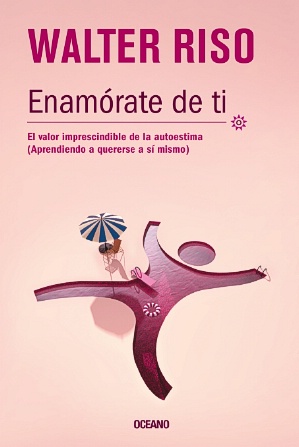 WALTER RISO
Enamórate de ti
El valor imprescindible de la autoestima
(Aprendiendo a quererse a sí mismo)
OCEANO